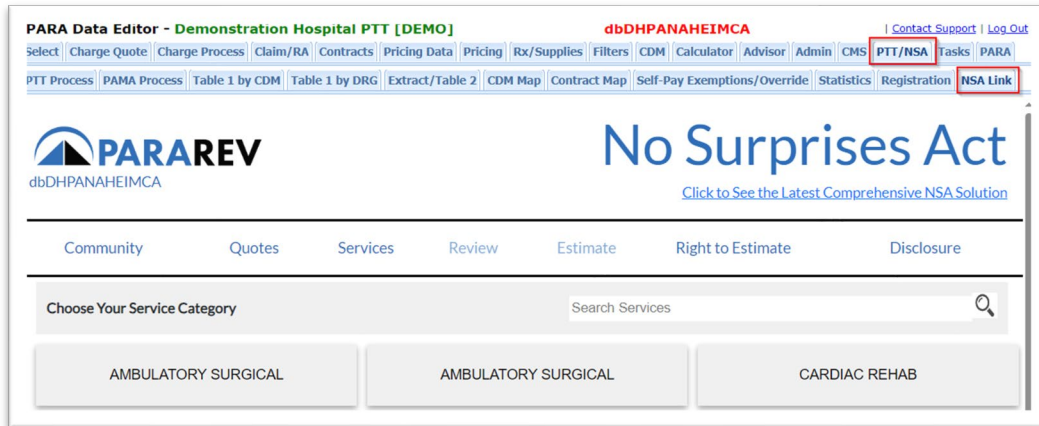 PARA Data Editor - Demonstration Hospital PTT [DEMO] dbDHPANAHEIMCA | Contact Support | Log Out
Select Charge Quote Charge Process Claim/RA Contracts Pricing Data Pricing Rx/Supplies Filters CDM Calculator Advisor Admin CMS PTT/NSA Tasks PARA
PTT Process PAMA Process Table 1 by CDM Table 1 by DRG Extract/Table 2 CDM Map Contract Map Self-Pay Exemptions/Override Statistics Registration NSA Link
PARAREV
dbDHPANAHEIMCA
No Surprises Act
Click to See the Latest Comprehensive NSA Solution
Community Quotes Services Review Estimate Right to Estimate Disclosure
Choose Your Service Category Search Services
AMBULATORY SURGICAL AMBULATORY SURGICAL CARDIAC REHAB